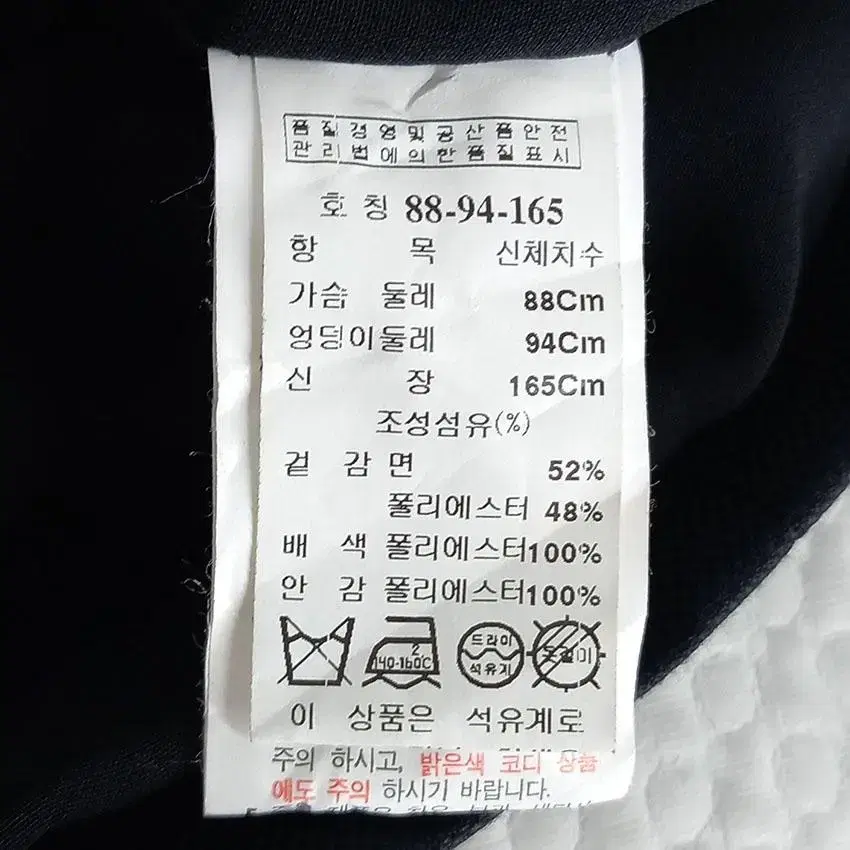 품질경영및공산품안전
관리법에의한품질표시
호칭 88-94-165
항 목 신체치수
가슴 둘레 88Cm
엉덩이둘레 94Cm
신 장 165Cm
조성섬유(%)
겉 감 면 52%
폴리에스터 48%
배 색 폴리에스터100%
안 감 폴리에스터100%
2
140-160℃
드라이
석유계
옷걸이
이 상품은 석유계로
주의 하시고, 밝은색 코디 상품
에도 주의 하시기 바랍니다.